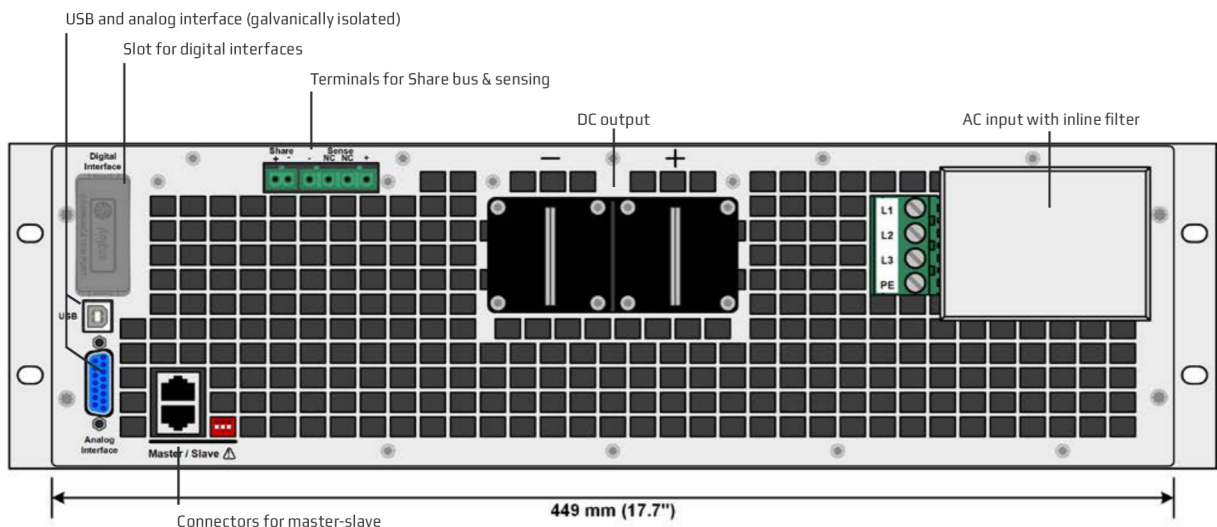 USB and analog interface (galvanically isolated)
Slot for digital interfaces
Terminals for Share bus & sensing
DC output
AC input with inline filter
Digital
Interface
Share
+ -
Sense
- NC NC +
− +
Anybus
L1
L2
L3
PE
USB
Analog
Interface
Master / Slave ⚠
449 mm (17.7")
Connectors for master-slave